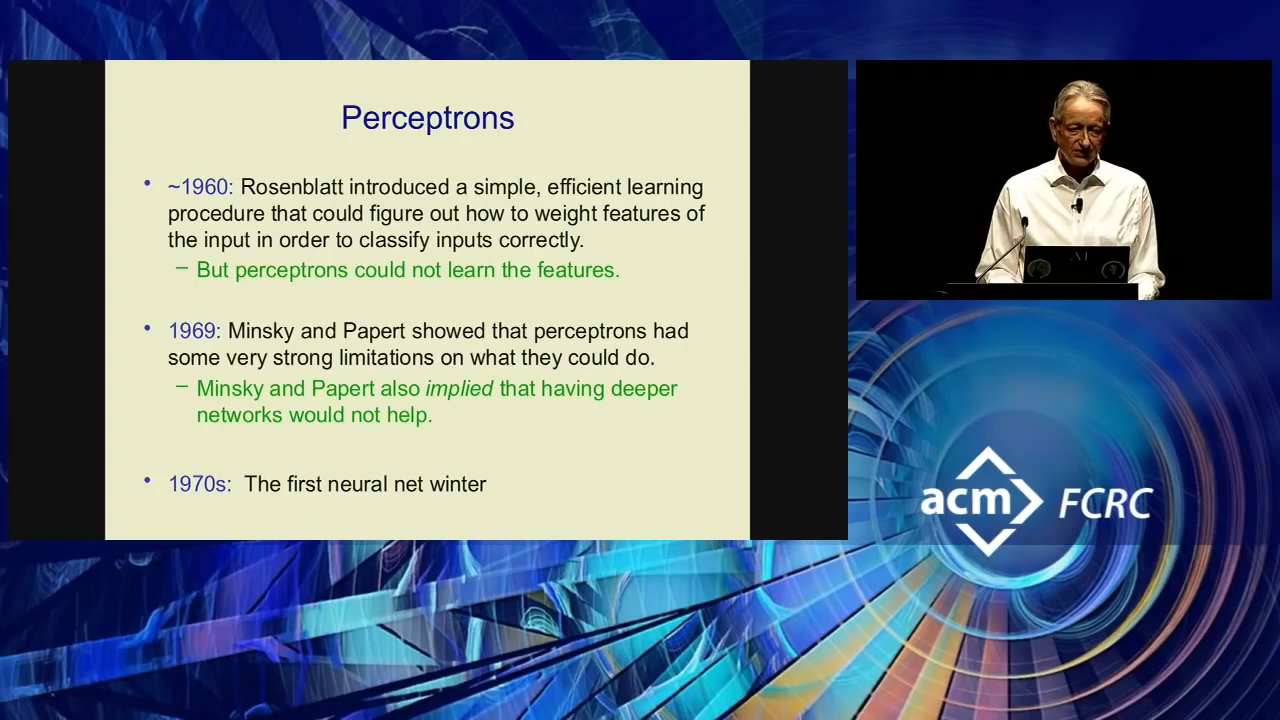 Perceptrons
• ~1960: Rosenblatt introduced a simple, efficient learning
procedure that could figure out how to weight features of
the input in order to classify inputs correctly.
– But perceptrons could not learn the features.
• 1969: Minsky and Papert showed that perceptrons had
some very strong limitations on what they could do.
– Minsky and Papert also implied that having deeper
networks would not help.
• 1970s:  The first neural net winter
acm FCRC